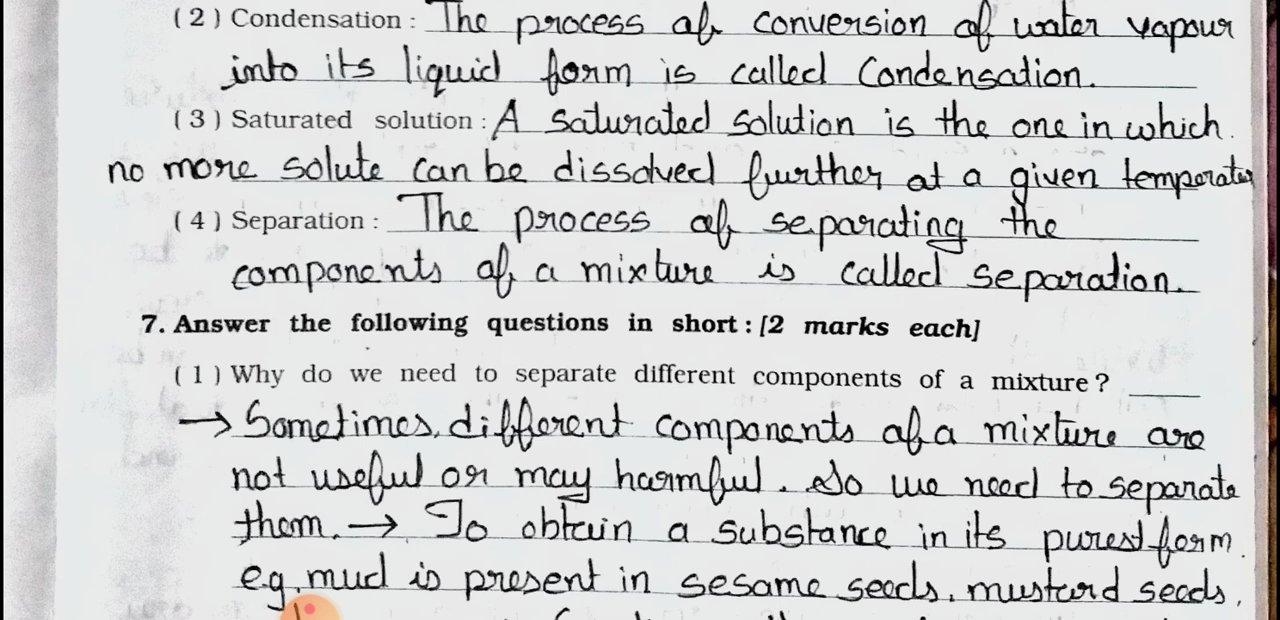 ( 2 ) Condensation : The process of conversion of water vapour
into its liquid form is called Condensation.
( 3 ) Saturated solution : A saturated solution is the one in which
no more solute can be dissolved further at a given temperatur
( 4 ) Separation : The process of separating the
components of a mixture is called separation.
7. Answer the following questions in short : [2 marks each]
( 1 ) Why do we need to separate different components of a mixture ?
→ Sometimes, different components of a mixture are
not useful or may harmful. So we need to separate
them. → To obtain a substance in its purest form.
e.g. mud is present in sesame seeds, mustard seeds,